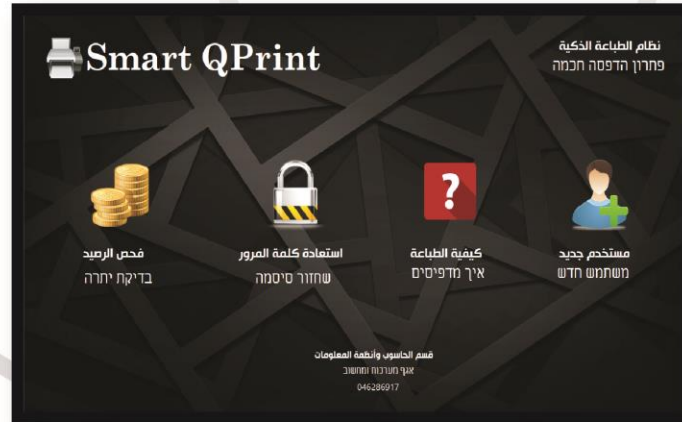 Smart QPrint
نظام الطباعة الذكية
פתרון הדפסה חכמה
مستخدم جديد
משתמש חדש
كيفية الطباعة
איך מדפיסים
?
استعادة كلمة المرور
שחזור סיסמה
فحص الرصيد
בדיקת יתרה
قسم الحاسوب وأنظمة المعلومات
אגף מערכות ומחשוב
046286917